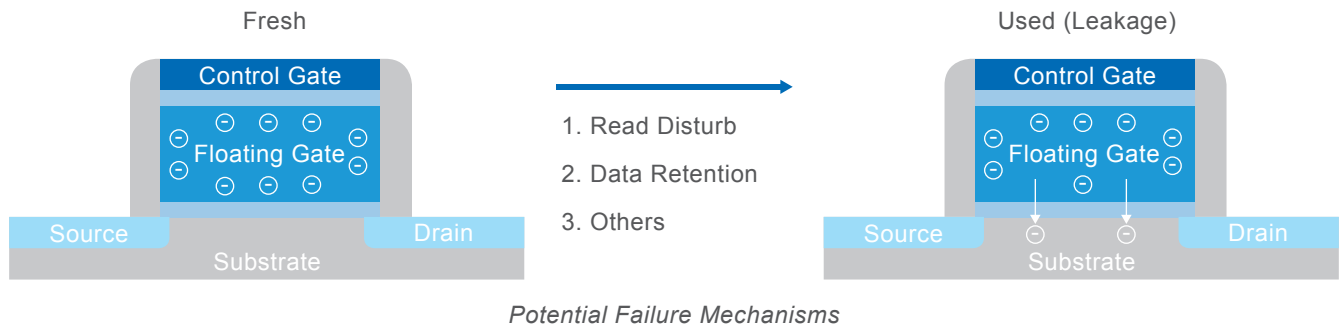 Fresh
Used (Leakage)
Control Gate
Floating Gate
Source
Drain
Substrate
1. Read Disturb
2. Data Retention
3. Others
Control Gate
Floating Gate
Source
Drain
Substrate
Potential Failure Mechanisms